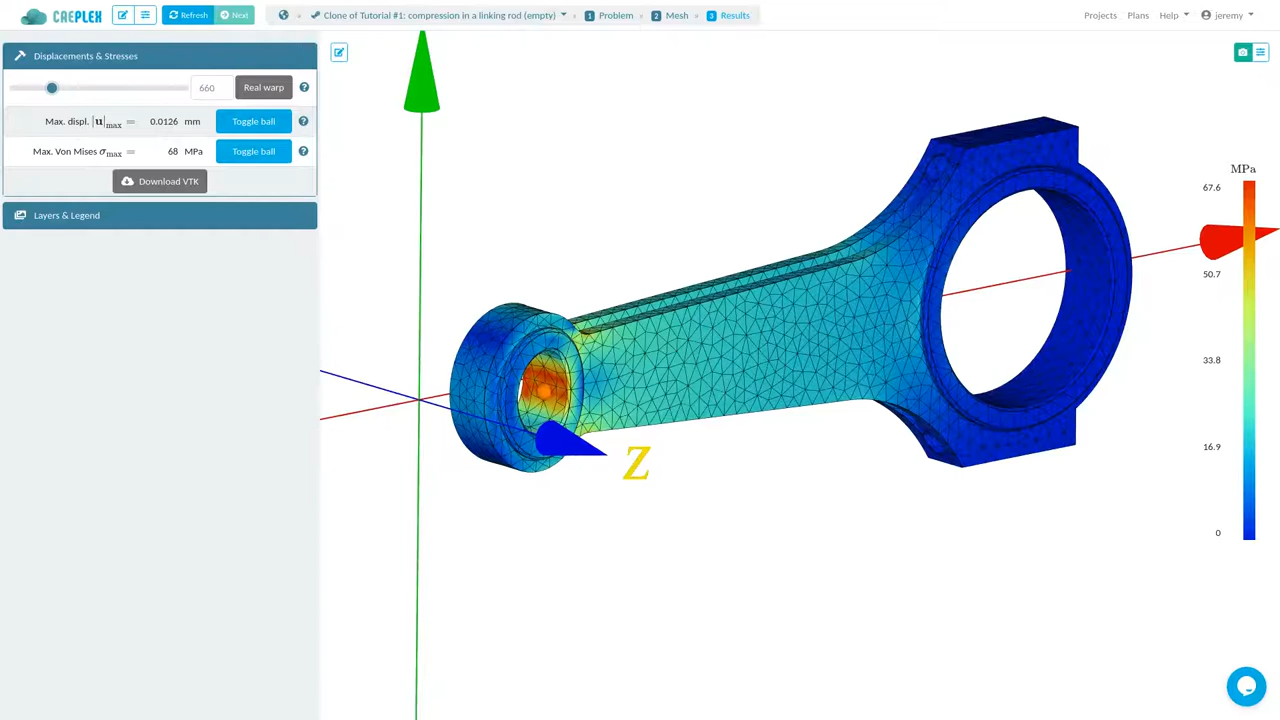 CAEPLEX
Refresh
Next
Clone of Tutorial #1: compression in a linking rod (empty)
1 Problem
2 Mesh
3 Results
Projects
Plans
Help
jeremy
Displacements & Stresses
660
Real warp
Max. displ. |u|max = 0.0126 mm
Toggle ball
Max. Von Mises σmax = 68 MPa
Toggle ball
Download VTK
Layers & Legend
MPa
67.6
50.7
33.8
16.9
0
Z